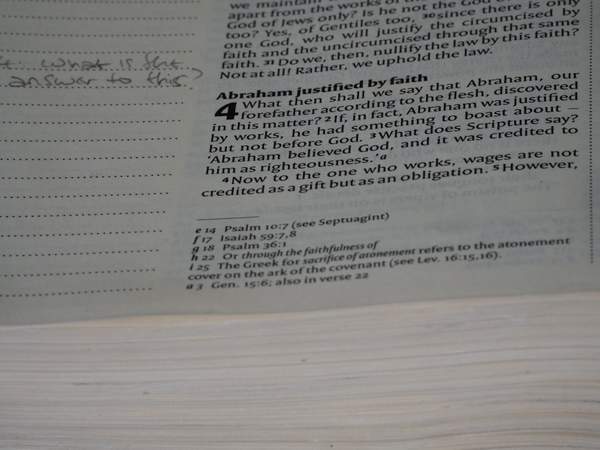 what is the
answer to this?
we maintain
apart from the works of the
God of Jews only? Is he not the God of
too? Yes, of Gentiles too, 30 since there is only
one God, who will justify the circumcised by
faith and the uncircumcised through that same
faith. 31 Do we, then, nullify the law by this faith?
Not at all! Rather, we uphold the law.
Abraham justified by faith
4 What then shall we say that Abraham, our
forefather according to the flesh, discovered
in this matter? 2 If, in fact, Abraham was justified
by works, he had something to boast about –
but not before God. 3 What does Scripture say?
‘Abraham believed God, and it was credited to
him as righteousness.’ a
4 Now to the one who works, wages are not
credited as a gift but as an obligation. 5 However,
e 14 Psalm 10:7 (see Septuagint)
f 17 Isaiah 59:7,8
g 18 Psalm 36:1
h 22 Or through the faithfulness of
i 25 The Greek for sacrifice of atonement refers to the atonement
cover on the ark of the covenant (see Lev. 16:15,16).
a 3 Gen. 15:6; also in verse 22